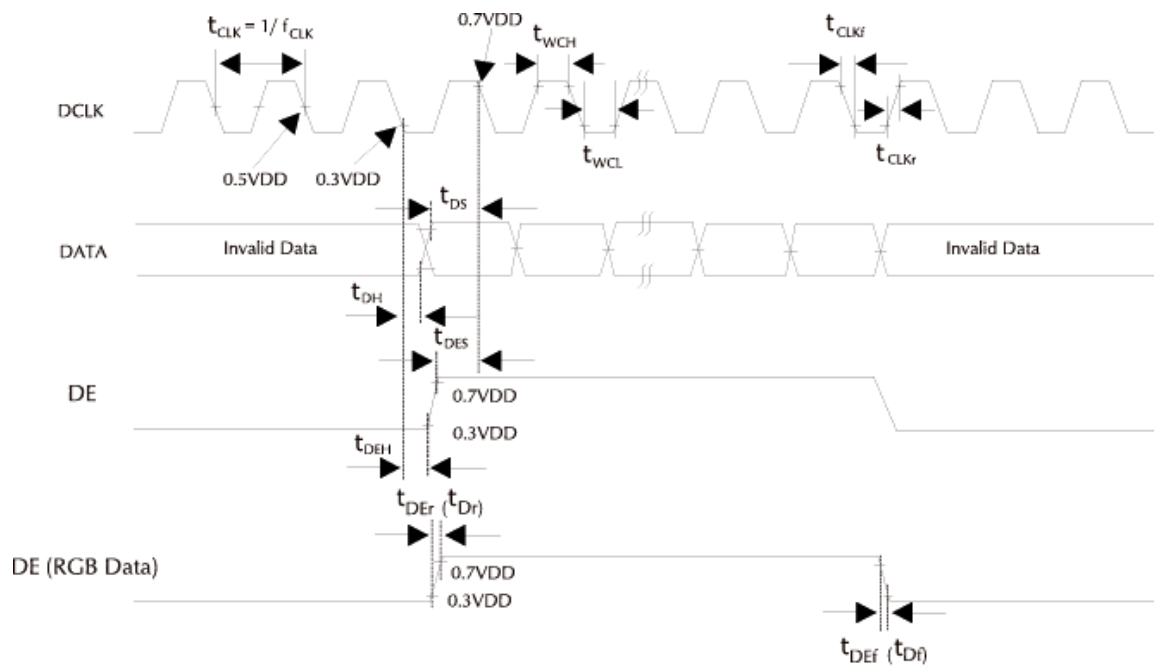 0.7VDD
tCLK = 1/ fCLK
tWCH
tCLKf
DCLK
tWCL
tCLKr
0.5VDD
0.3VDD
tDS
DATA
Invalid Data
Invalid Data
tDH
tDES
DE
0.7VDD
0.3VDD
tDEH
tDEr (tDr)
DE (RGB Data)
0.7VDD
0.3VDD
tDEf (tDf)